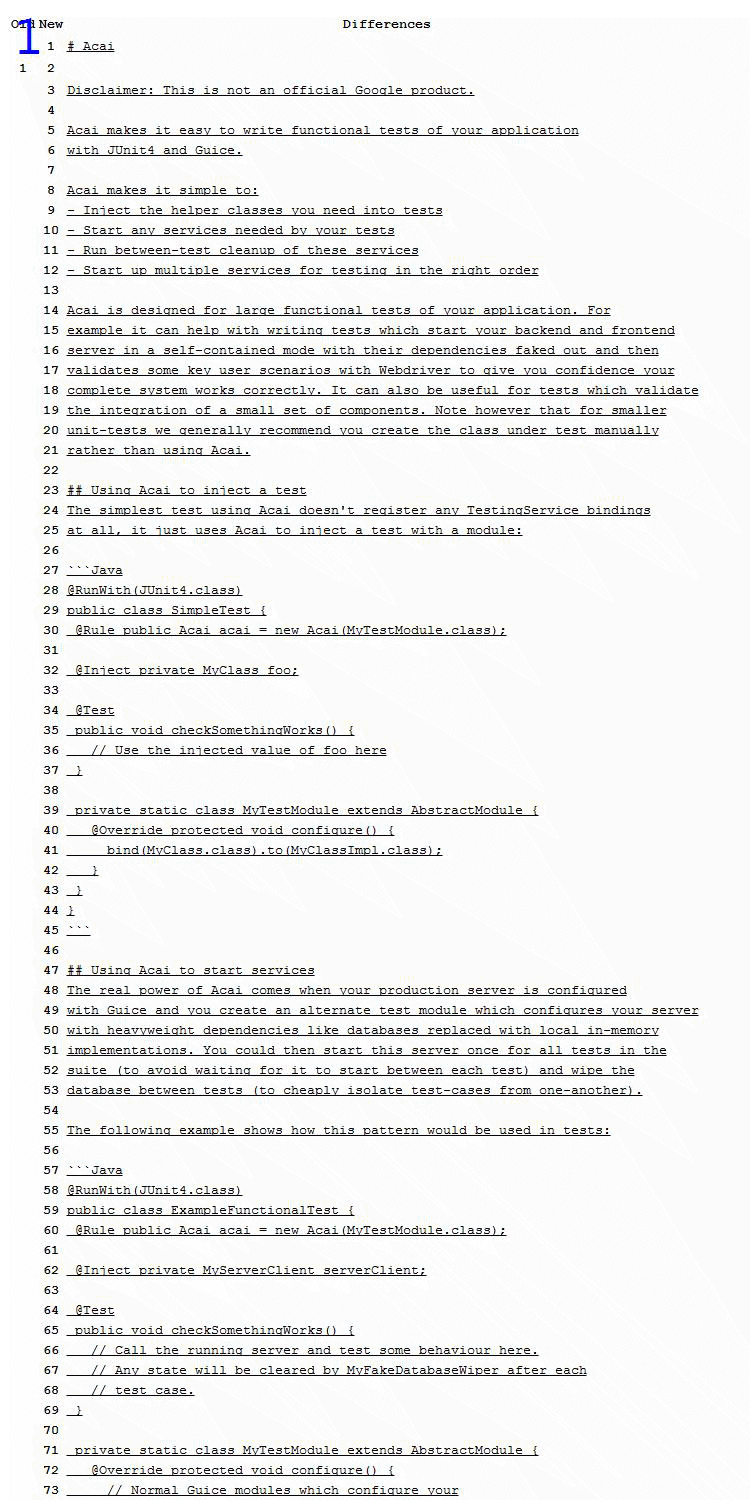 Old New Differences
1
1 # Acai
1 2
3 Disclaimer: This is not an official Google product.
4
5 Acai makes it easy to write functional tests of your application
6 with JUnit4 and Guice.
7
8 Acai makes it simple to:
9 - Inject the helper classes you need into tests
10 - Start any services needed by your tests
11 - Run between-test cleanup of these services
12 - Start up multiple services for testing in the right order
13
14 Acai is designed for large functional tests of your application. For
15 example it can help with writing tests which start your backend and frontend
16 server in a self-contained mode with their dependencies faked out and then
17 validates some key user scenarios with Webdriver to give you confidence your
18 complete system works correctly. It can also be useful for tests which validate
19 the integration of a small set of components. Note however that for smaller
20 unit-tests we generally recommend you create the class under test manually
21 rather than using Acai.
22
23 ## Using Acai to inject a test
24 The simplest test using Acai doesn't register any TestingService bindings
25 at all, it just uses Acai to inject a test with a module:
26
27 ```Java
28 @RunWith(JUnit4.class)
29 public class SimpleTest {
30  @Rule public Acai acai = new Acai(MyTestModule.class);
31
32  @Inject private MyClass foo;
33
34  @Test
35  public void checkSomethingWorks() {
36    // Use the injected value of foo here
37  }
38
39  private static class MyTestModule extends AbstractModule {
40    @Override protected void configure() {
41      bind(MyClass.class).to(MyClassImpl.class);
42    }
43  }
44 }
45 ```
46
47 ## Using Acai to start services
48 The real power of Acai comes when your production server is configured
49 with Guice and you create an alternate test module which configures your server
50 with heavyweight dependencies like databases replaced with local in-memory
51 implementations. You could then start this server once for all tests in the
52 suite (to avoid waiting for it to start between each test) and wipe the
53 database between tests (to cheaply isolate test-cases from one-another).
54
55 The following example shows how this pattern would be used in tests:
56
57 ```Java
58 @RunWith(JUnit4.class)
59 public class ExampleFunctionalTest {
60  @Rule public Acai acai = new Acai(MyTestModule.class);
61
62  @Inject private MyServerClient serverClient;
63
64  @Test
65  public void checkSomethingWorks() {
66    // Call the running server and test some behaviour here.
67    // Any state will be cleared by MyFakeDatabaseWiper after each
68    // test case.
69  }
70
71  private static class MyTestModule extends AbstractModule {
72    @Override protected void configure() {
73      // Normal Guice modules which configure your